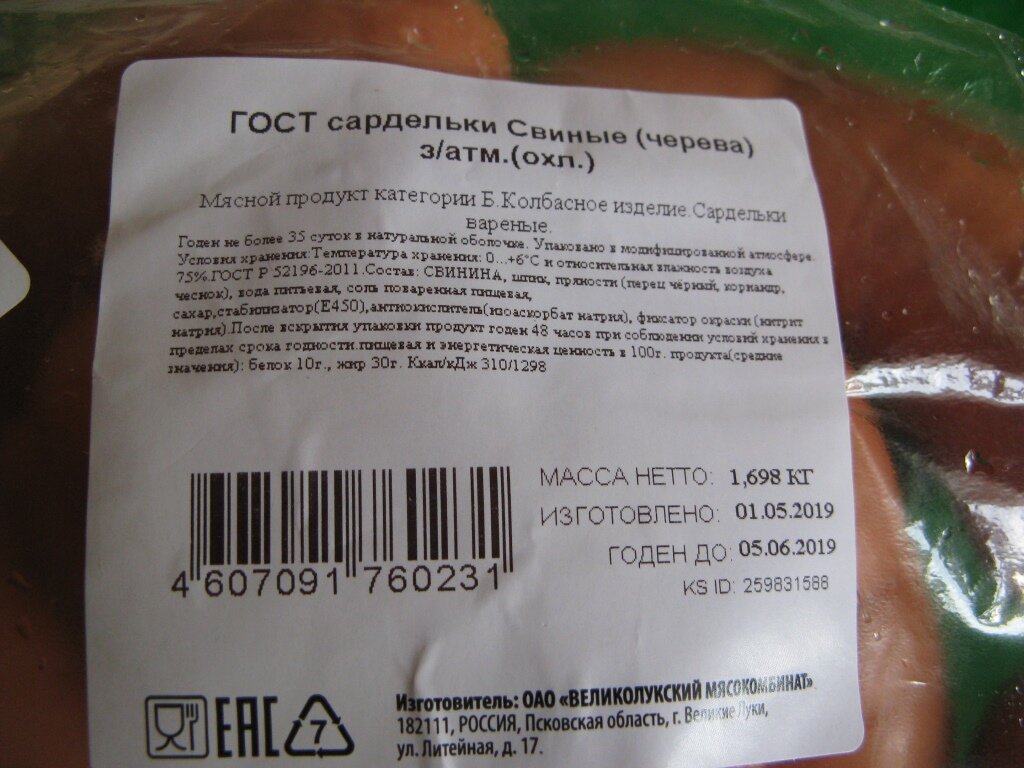 ГОСТ сардельки Свиные (черева)
з/атм.(охл.)
Мясной продукт категории Б.Колбасное изделие.Сардельки
вареные.
Годен не более 35 суток в натуральной оболочке. Упаковано в модифицированной атмосфере.
Условия хранения:Температура хранения: 0...+6°С и относительная влажность воздуха
75%.ГОСТ Р 52196-2011.Состав: СВИНИНА, шпик, пряности (перец чёрный, кориандр,
чеснок), вода питьевая, соль поваренная пищевая,
сахар,стабилизатор(Е450),антиокислитель(изоаскорбат натрия), фиксатор окраски (нитрит
натрия).После вскрытия упаковки продукт годен 48 часов при соблюдении условий хранения в
пределах срока годности.пищевая и энергетическая ценность в 100г. продукта(средние
значения): белок 10г., жир 30г. Ккал/кДж 310/1298
МАССА НЕТТО: 1,698 КГ
ИЗГОТОВЛЕНО: 01.05.2019
ГОДЕН ДО: 05.06.2019
KS ID: 259831588
4 607091 760231
EAC 7
Изготовитель: ОАО «ВЕЛИКОЛУКСКИЙ МЯСОКОМБИНАТ»
182111, РОССИЯ, Псковская область, г. Великие Луки,
ул. Литейная, д. 17.